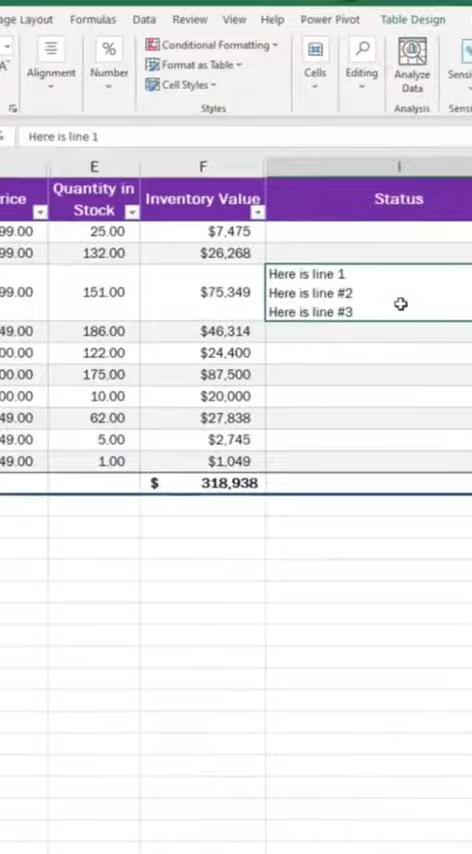 age Layout Formulas Data Review View Help Power Pivot Table Design
A
Alignment
%
Number
Conditional Formatting
Format as Table
Cell Styles
Styles
Cells
Editing
Analyze
Data
Analysis
Sensi
Sensi
Here is line 1
E F I
rice Quantity in Stock Inventory Value Status
99.00 25.00 $7,475
99.00 132.00 $26,268
99.00 151.00 $75,349
Here is line 1
Here is line #2
Here is line #3
49.00 186.00 $46,314
00.00 122.00 $24,400
00.00 175.00 $87,500
00.00 10.00 $20,000
49.00 62.00 $27,838
49.00 5.00 $2,745
49.00 1.00 $1,049
$ 318,938